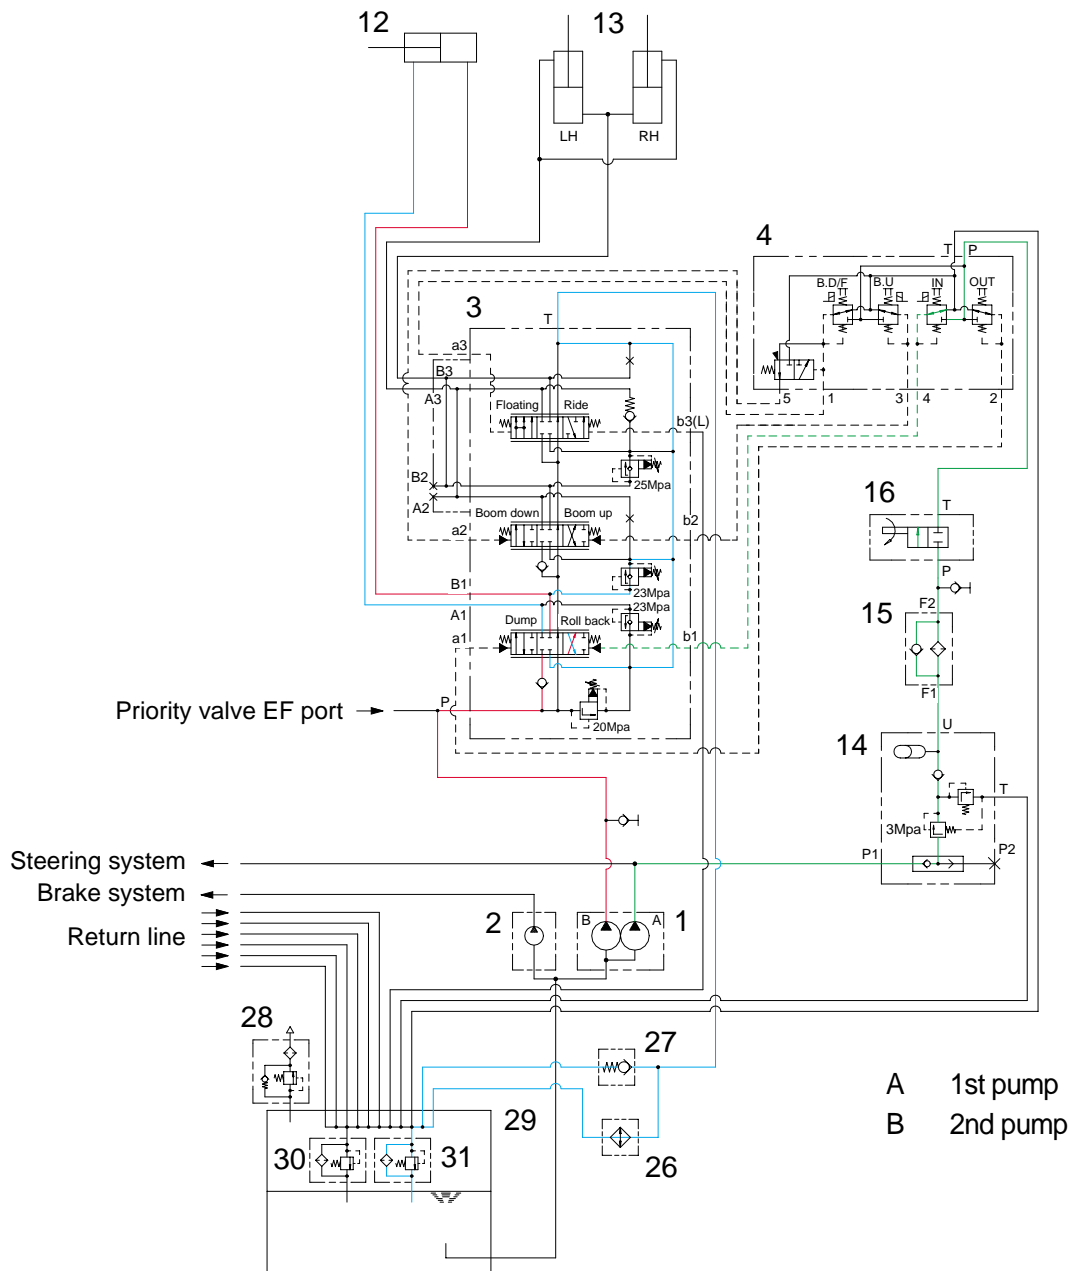 12
13
LH
RH
4
T
P
B.D/F
B.U
IN
OUT
5
1
3
4
2
3
T
a3
B3
A3
Floating
Ride
b3(L)
25Mpa
B2
A2
Boom down
Boom up
a2
b2
B1
23Mpa
23Mpa
A1
Dump
Roll back
a1
b1
Priority valve EF port
P
20Mpa
16
T
P
F2
15
F1
U
14
T
3Mpa
P1
P2
Steering system
Brake system
2
B
A
1
Return line
28
27
29
26
30
31
A 1st pump
B 2nd pump